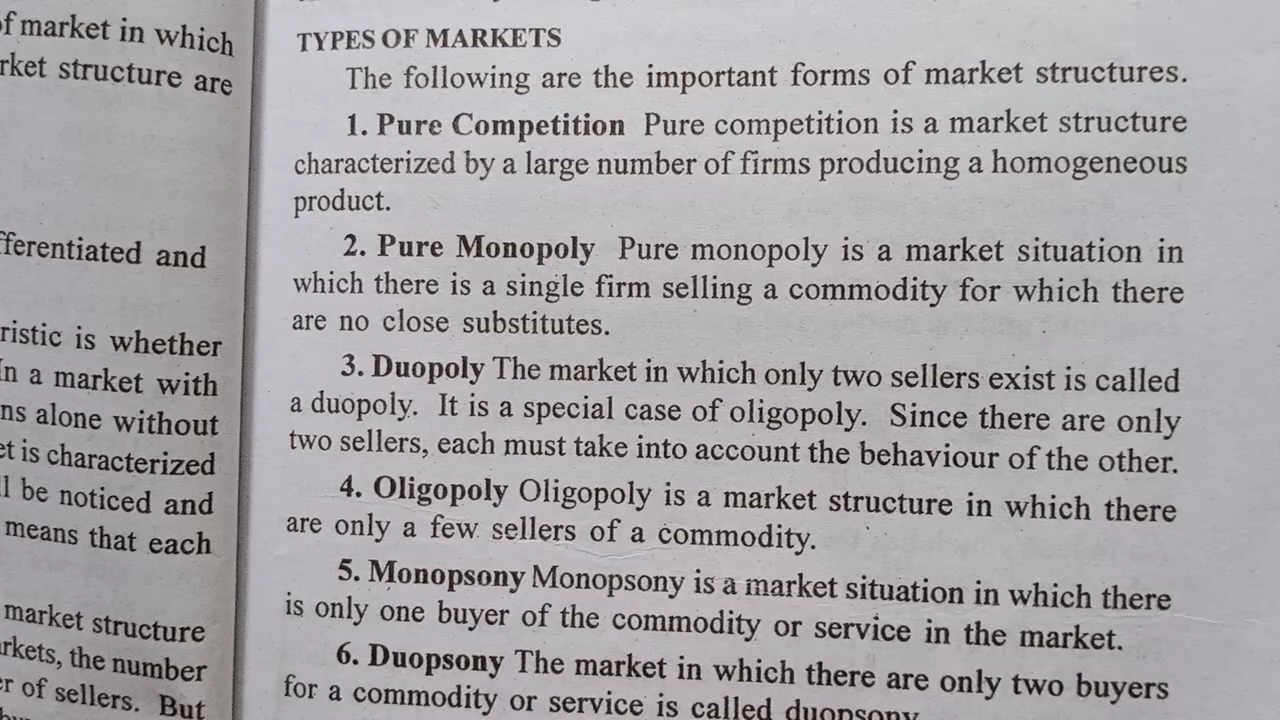 f market in which
rket structure are
fferentiated and
ristic is whether
In a market with
ns alone without
et is characterized
l be noticed and
means that each
market structure
arkets, the number
er of sellers. But
TYPES OF MARKETS
The following are the important forms of market structures.
1. Pure Competition Pure competition is a market structure
characterized by a large number of firms producing a homogeneous
product.
2. Pure Monopoly Pure monopoly is a market situation in
which there is a single firm selling a commodity for which there
are no close substitutes.
3. Duopoly The market in which only two sellers exist is called
a duopoly. It is a special case of oligopoly. Since there are only
two sellers, each must take into account the behaviour of the other.
4. Oligopoly Oligopoly is a market structure in which there
are only a few sellers of a commodity.
5. Monopsony Monopsony is a market situation in which there
is only one buyer of the commodity or service in the market.
6. Duopsony The market in which there are only two buyers
for a commodity or service is called duopsony